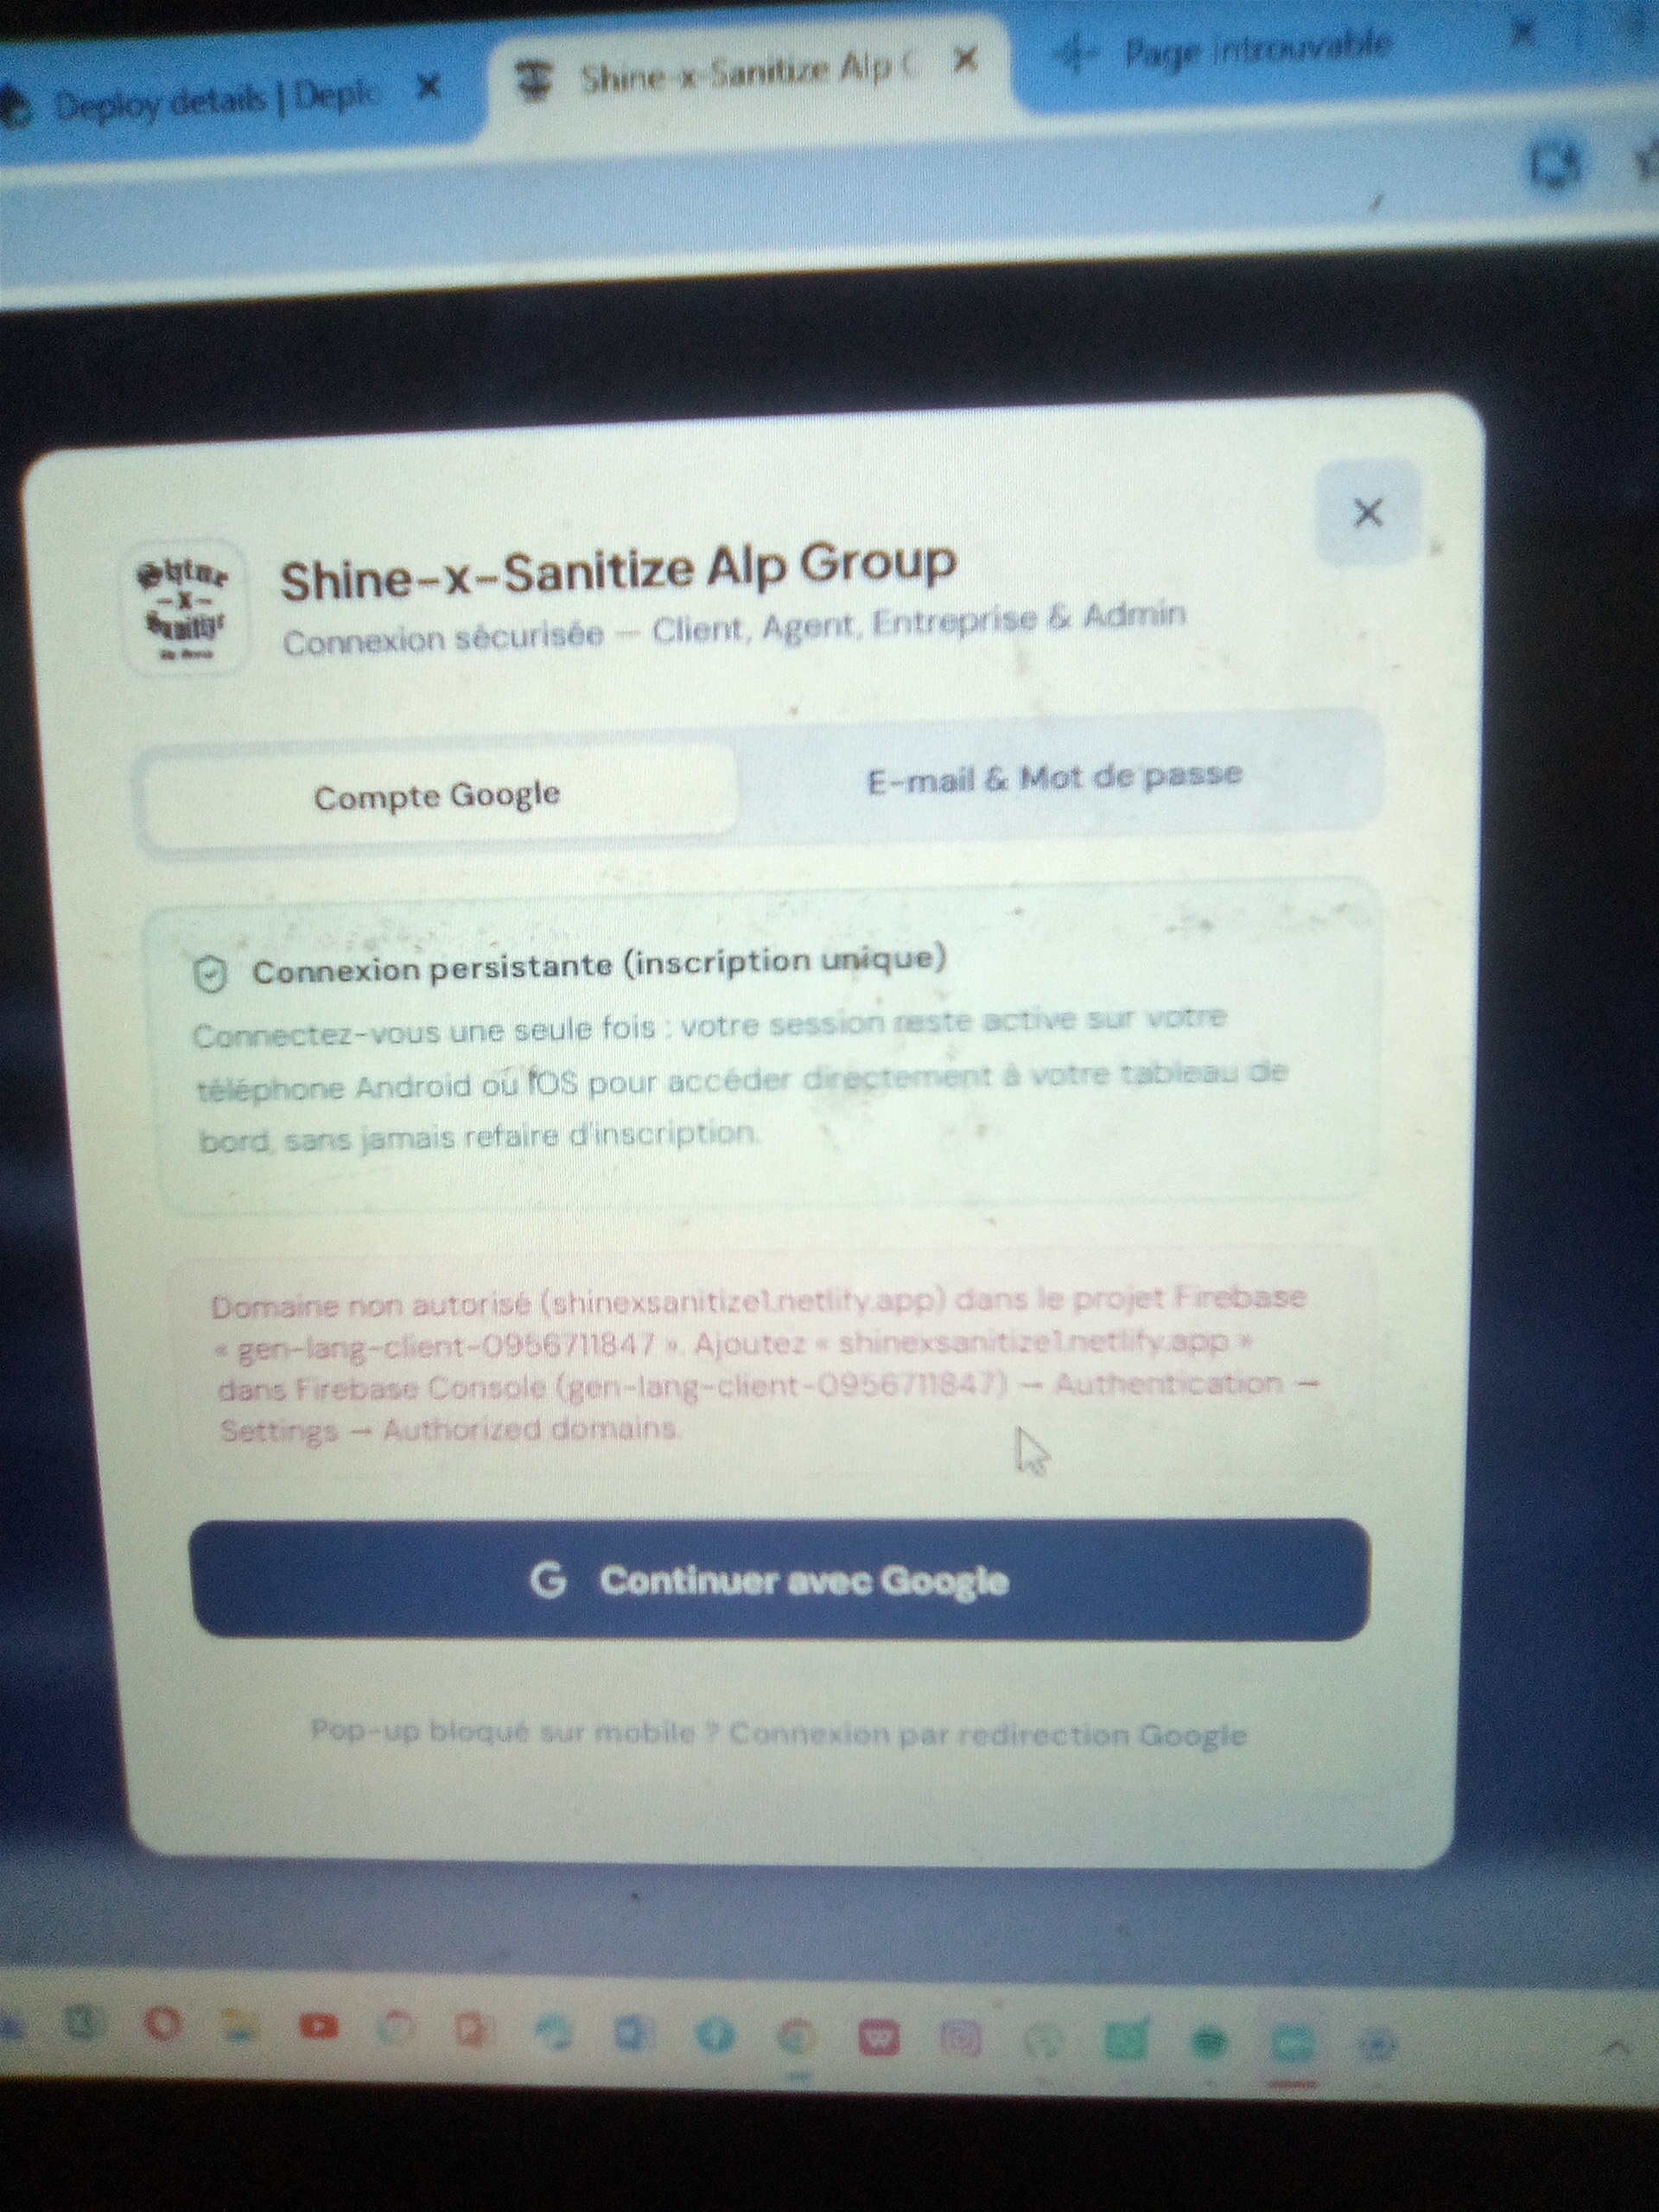 Deploy details | Deplo
Shine-x-Sanitize Alp G
Page introuvable
Shine
-x-
Sanitize
Shine-x-Sanitize Alp Group
Connexion sécurisée — Client, Agent, Entreprise & Admin
Compte Google
E-mail & Mot de passe
Connexion persistante (inscription unique)
Connectez-vous une seule fois : votre session reste active sur votre
téléphone Android ou iOS pour accéder directement à votre tableau de
bord, sans jamais refaire d'inscription.
Domaine non autorisé (shinexsanitize1.netlify.app) dans le projet Firebase
« gen-lang-client-0956711847 ». Ajoutez « shinexsanitize1.netlify.app »
dans Firebase Console (gen-lang-client-0956711847) → Authentication →
Settings → Authorized domains.
G Continuer avec Google
Pop-up bloqué sur mobile ? Connexion par redirection Google